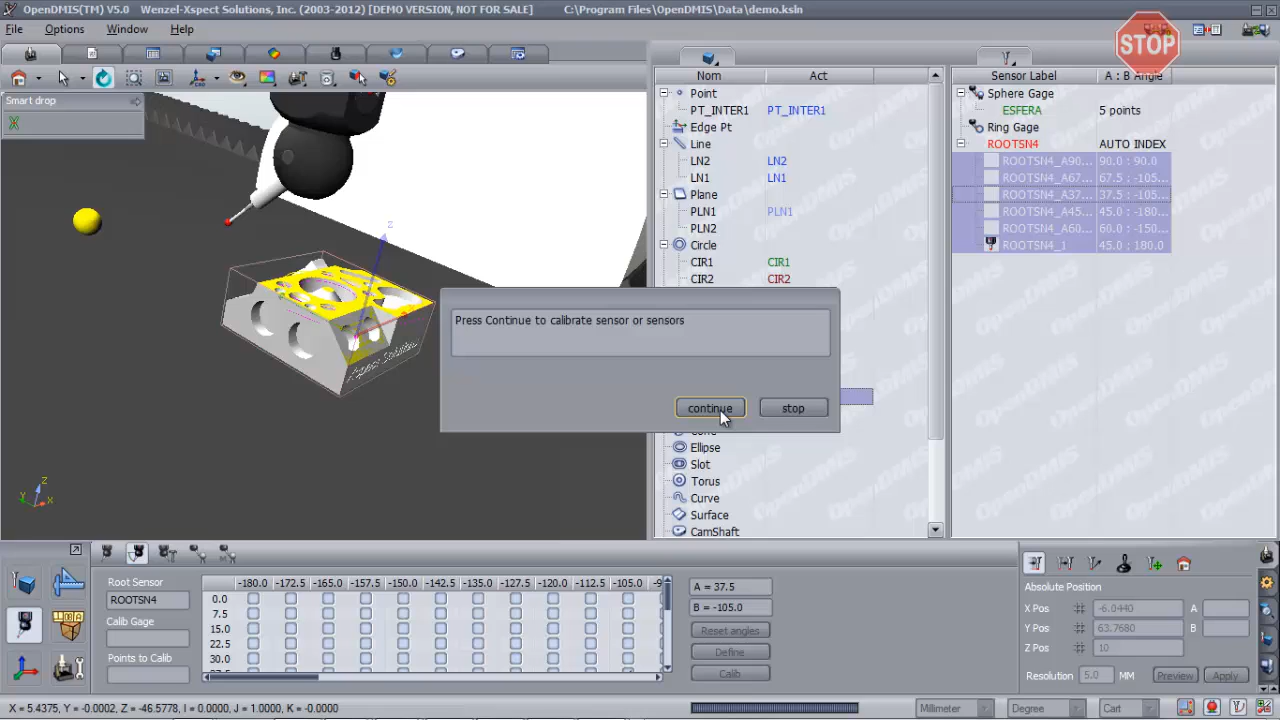 OpenDMIS(TM) V5.0 Wenzel-Xspect Solutions, Inc. (2003-2012) [DEMO VERSION, NOT FOR SALE] C:\Program Files\OpenDMIS\Data\demo.ksln
File Options Window Help
STOP
Smart drop
X
Nom Act
Point
PT_INTER1 PT_INTER1
Edge Pt
Line
LN2 LN2
LN1 LN1
Plane
PLN1 PLN1
PLN2
Circle
CIR1 CIR1
CIR2 CIR2
Ellipse
Slot
Torus
Curve
Surface
CamShaft
Sensor Label A : B Angle
Sphere Gage
ESFERA 5 points
Ring Gage
ROOTSN4 AUTO INDEX
ROOTSN4_A90... 90.0 : 90.0
ROOTSN4_A67... 67.5 : -105...
ROOTSN4_A37... 37.5 : -105...
ROOTSN4_A45... 45.0 : -180...
ROOTSN4_A60... 60.0 : -150...
ROOTSN4_1 45.0 : 180.0
Press Continue to calibrate sensor or sensors
continue stop
Z
Z
Y X
Root Sensor
ROOTSN4
Calib Gage
Points to Calib
-180.0 -172.5 -165.0 -157.5 -150.0 -142.5 -135.0 -127.5 -120.0 -112.5 -105.0
0.0
7.5
15.0
22.5
30.0
A = 37.5
B = -105.0
Reset angles
Define
Calib
Absolute Position
X Pos -6.0440 A
Y Pos 63.7680 B
Z Pos 10
Resolution 5.0 MM Preview Apply
X = 5.4375, Y = -0.0002, Z = -46.5778, I = 0.0000, J = 1.0000, K = -0.0000
Millimeter Degree Cart